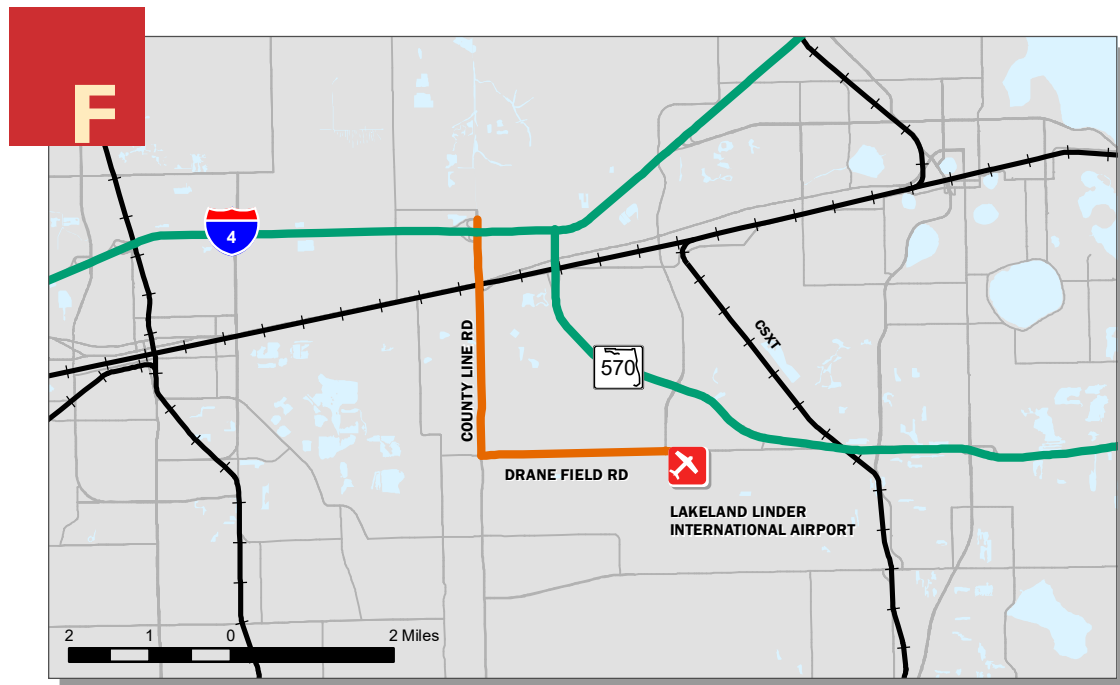 F
4
COUNTY LINE RD
570
CSXT
DRANE FIELD RD
LAKELAND LINDER
INTERNATIONAL AIRPORT
2 1 0 2 Miles